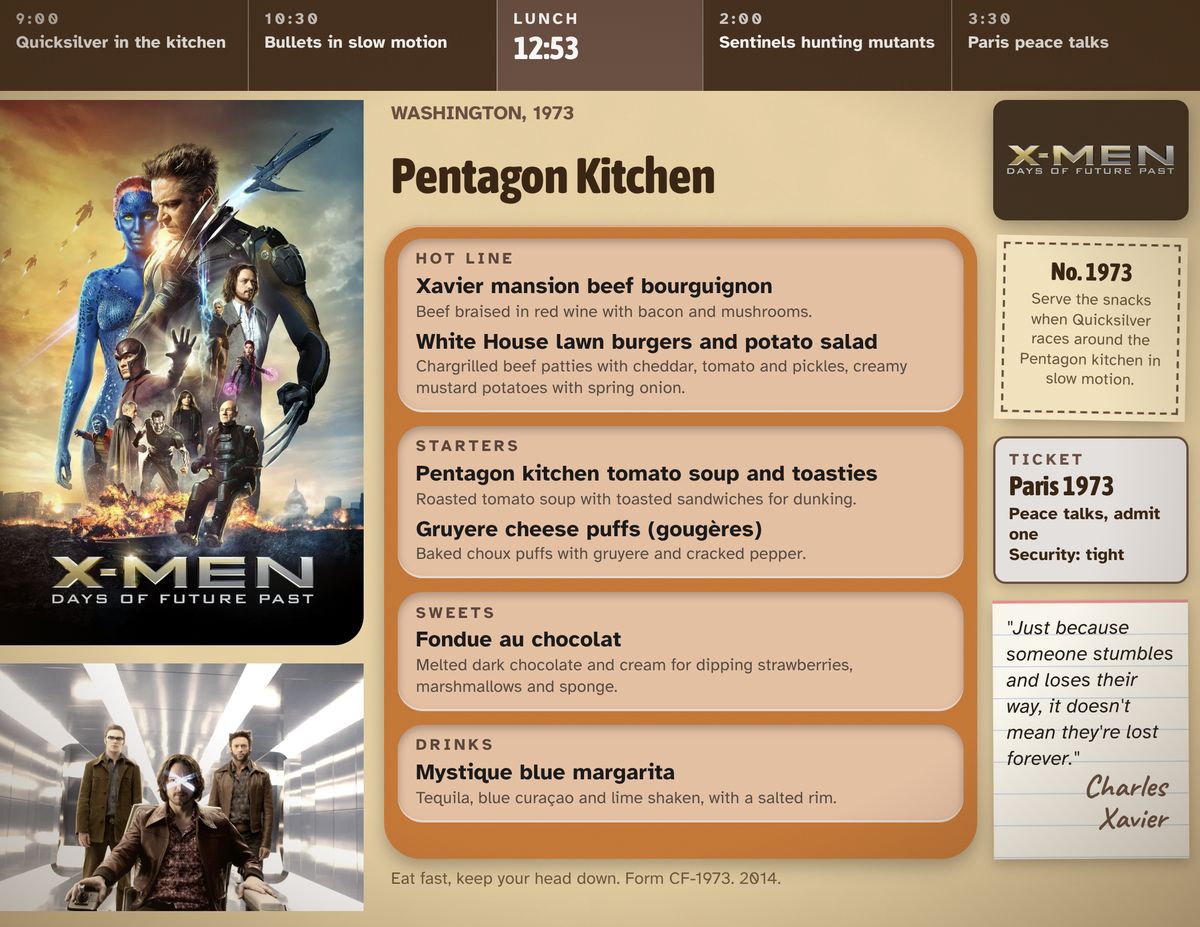 9:00
Quicksilver in the kitchen
10:30
Bullets in slow motion
LUNCH
12:53
2:00
Sentinels hunting mutants
3:30
Paris peace talks
X-MEN
DAYS OF FUTURE PAST
WASHINGTON, 1973
Pentagon Kitchen
HOT LINE
Xavier mansion beef bourguignon
Beef braised in red wine with bacon and mushrooms.
White House lawn burgers and potato salad
Chargrilled beef patties with cheddar, tomato and pickles, creamy
mustard potatoes with spring onion.
STARTERS
Pentagon kitchen tomato soup and toasties
Roasted tomato soup with toasted sandwiches for dunking.
Gruyere cheese puffs (gougères)
Baked choux puffs with gruyere and cracked pepper.
SWEETS
Fondue au chocolat
Melted dark chocolate and cream for dipping strawberries,
marshmallows and sponge.
DRINKS
Mystique blue margarita
Tequila, blue curaçao and lime shaken, with a salted rim.
Eat fast, keep your head down. Form CF-1973. 2014.
X-MEN
DAYS OF FUTURE PAST
No. 1973
Serve the snacks
when Quicksilver
races around the
Pentagon kitchen in
slow motion.
TICKET
Paris 1973
Peace talks, admit
one
Security: tight
"Just because
someone stumbles
and loses their
way, it doesn't
mean they're lost
forever."
Charles
Xavier